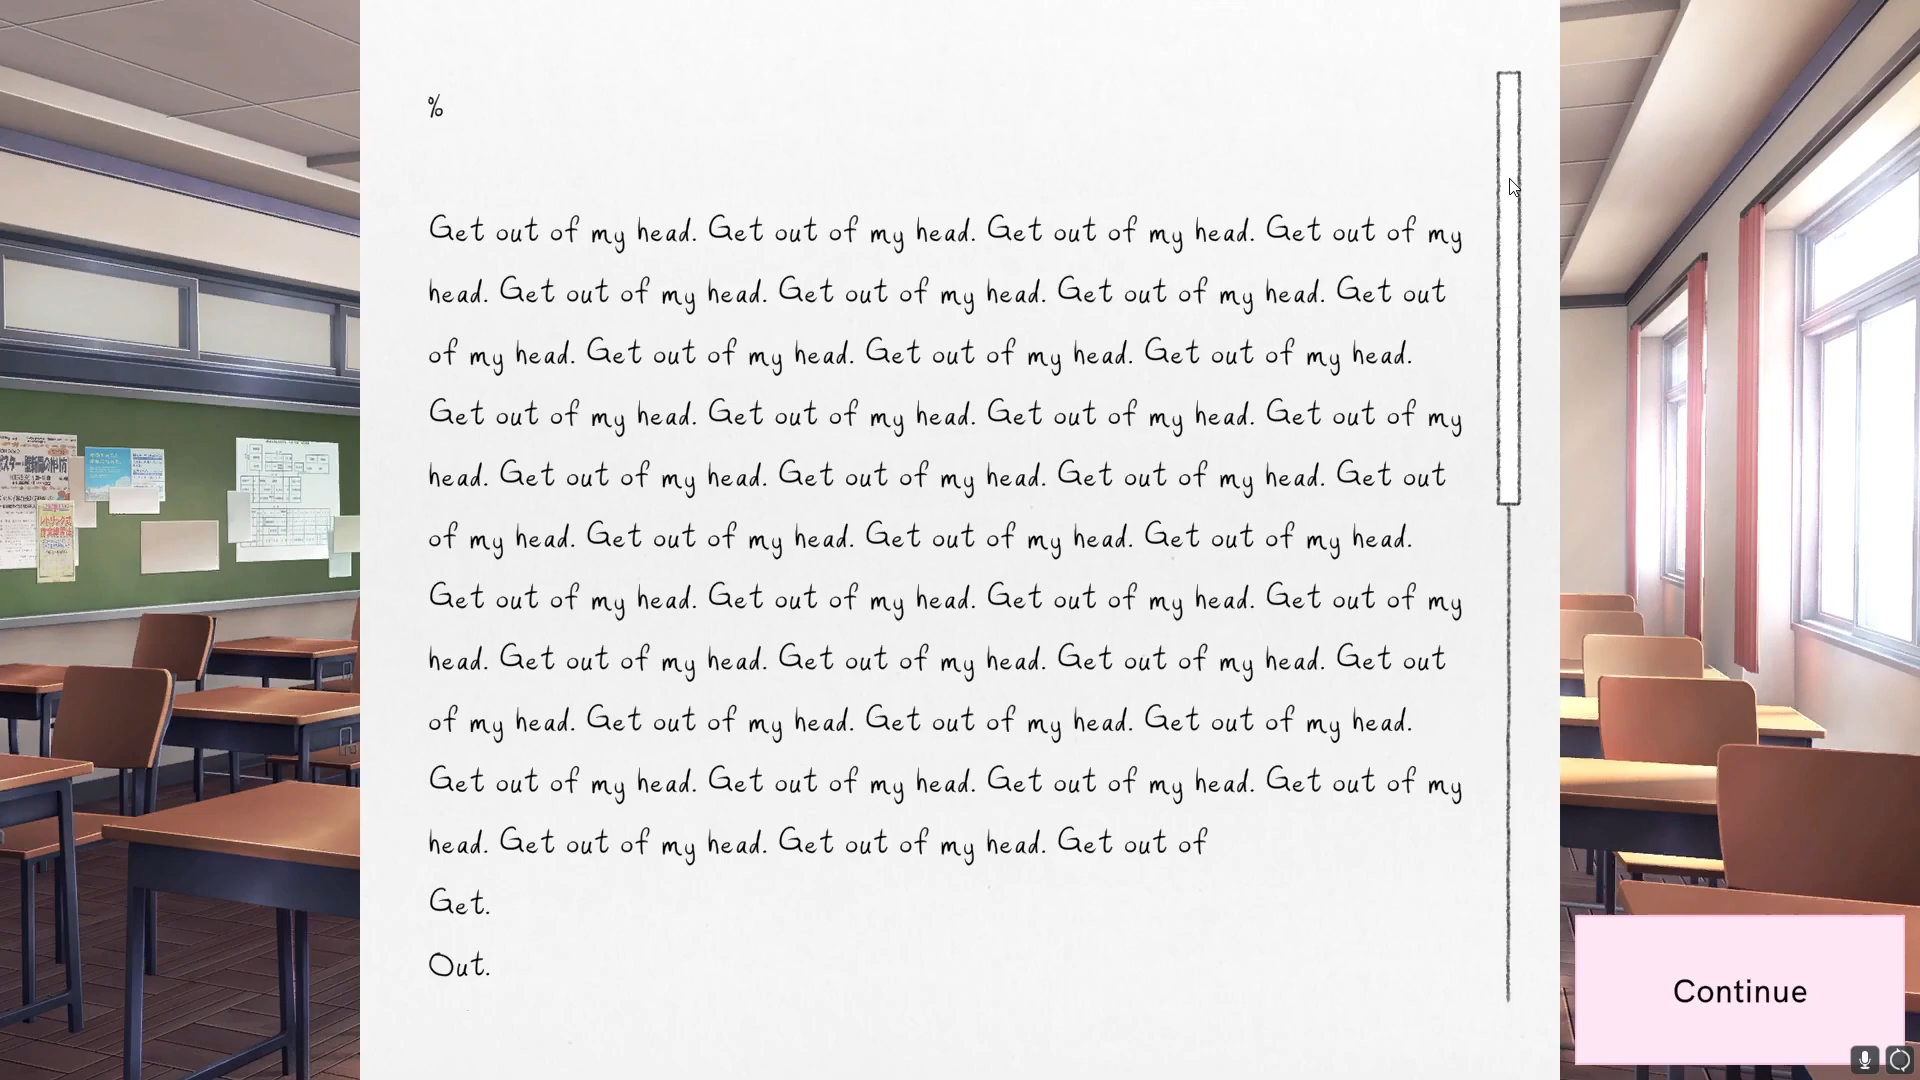 %
Get out of my head. Get out of my head. Get out of my head. Get out of my
head. Get out of my head. Get out of my head. Get out of my head. Get out
of my head. Get out of my head. Get out of my head. Get out of my head.
Get out of my head. Get out of my head. Get out of my head. Get out of my
head. Get out of my head. Get out of my head. Get out of my head. Get out
of my head. Get out of my head. Get out of my head. Get out of my head.
Get out of my head. Get out of my head. Get out of my head. Get out of my
head. Get out of my head. Get out of my head. Get out of my head. Get out
of my head. Get out of my head. Get out of my head. Get out of my head.
Get out of my head. Get out of my head. Get out of my head. Get out of my
head. Get out of my head. Get out of my head. Get out of
Get.
Out.
Continue